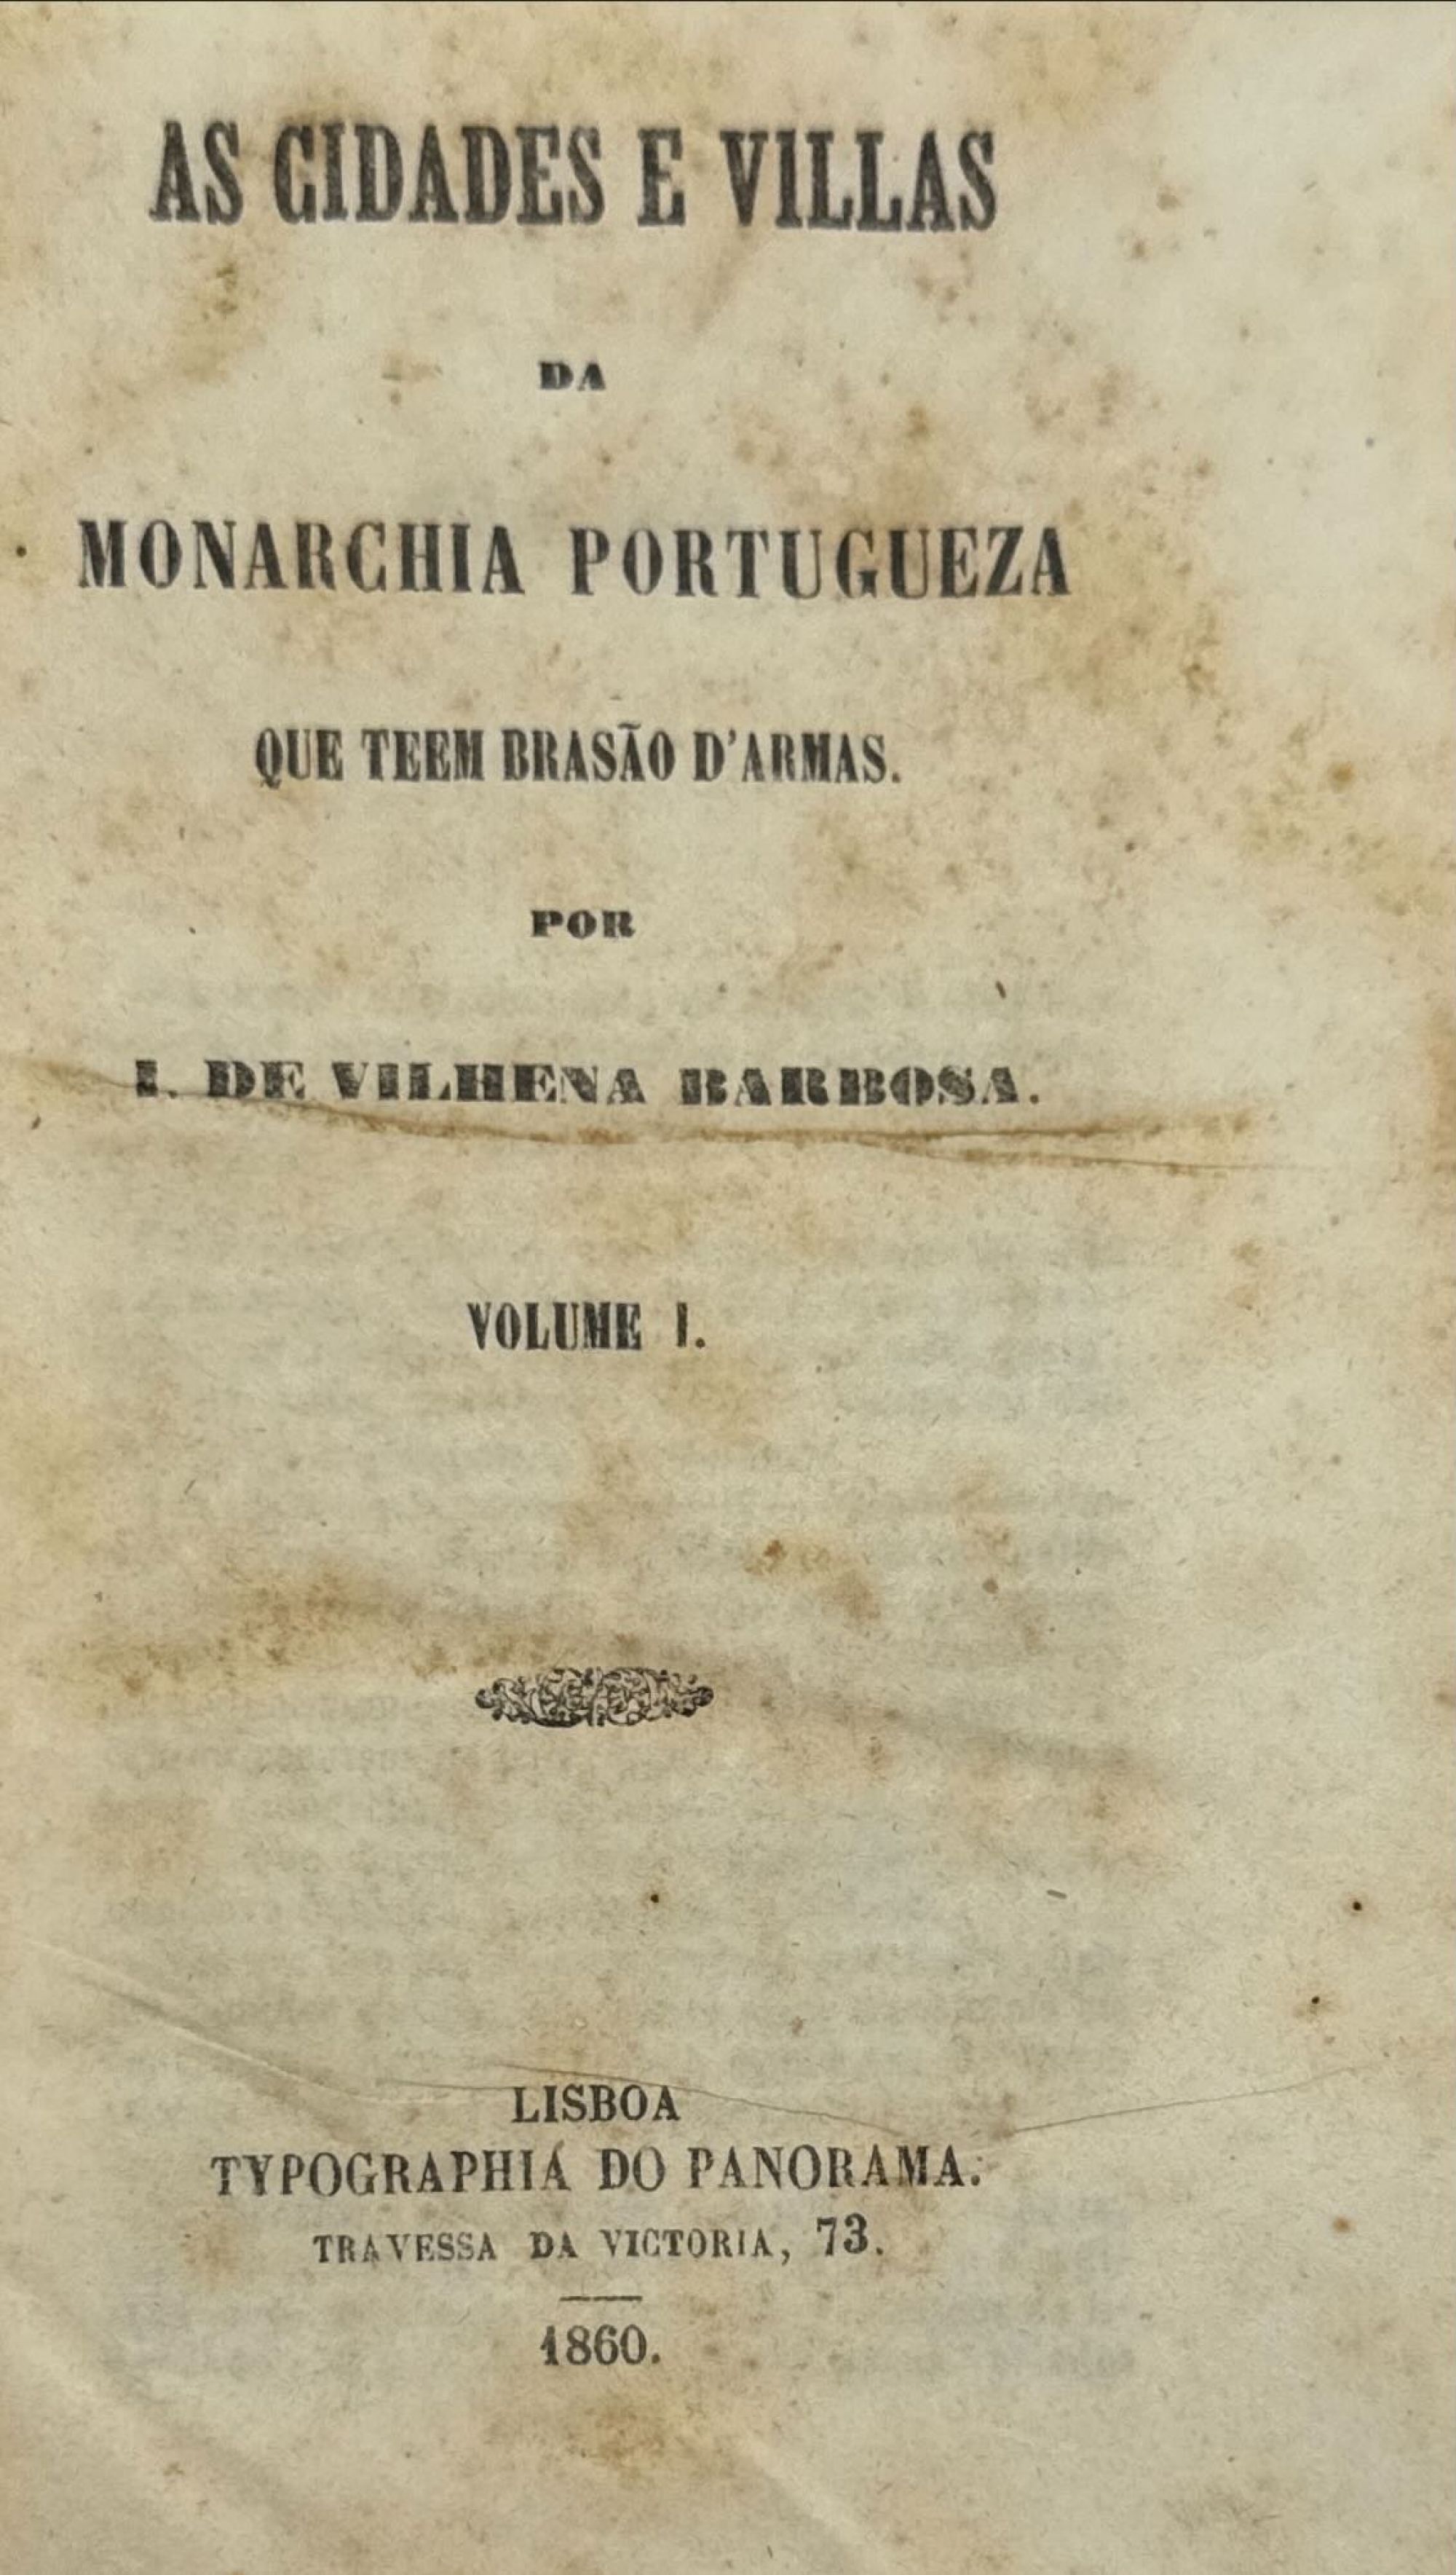 AS CIDADES E VILLAS
DA
MONARCHIA PORTUGUEZA
QUE TEEM BRASÃO D'ARMAS.
POR
I. DE VILHENA BARBOSA.
VOLUME I.
LISBOA
TYPOGRAPHIA DO PANORAMA.
TRAVESSA DA VICTORIA, 73.
1860.